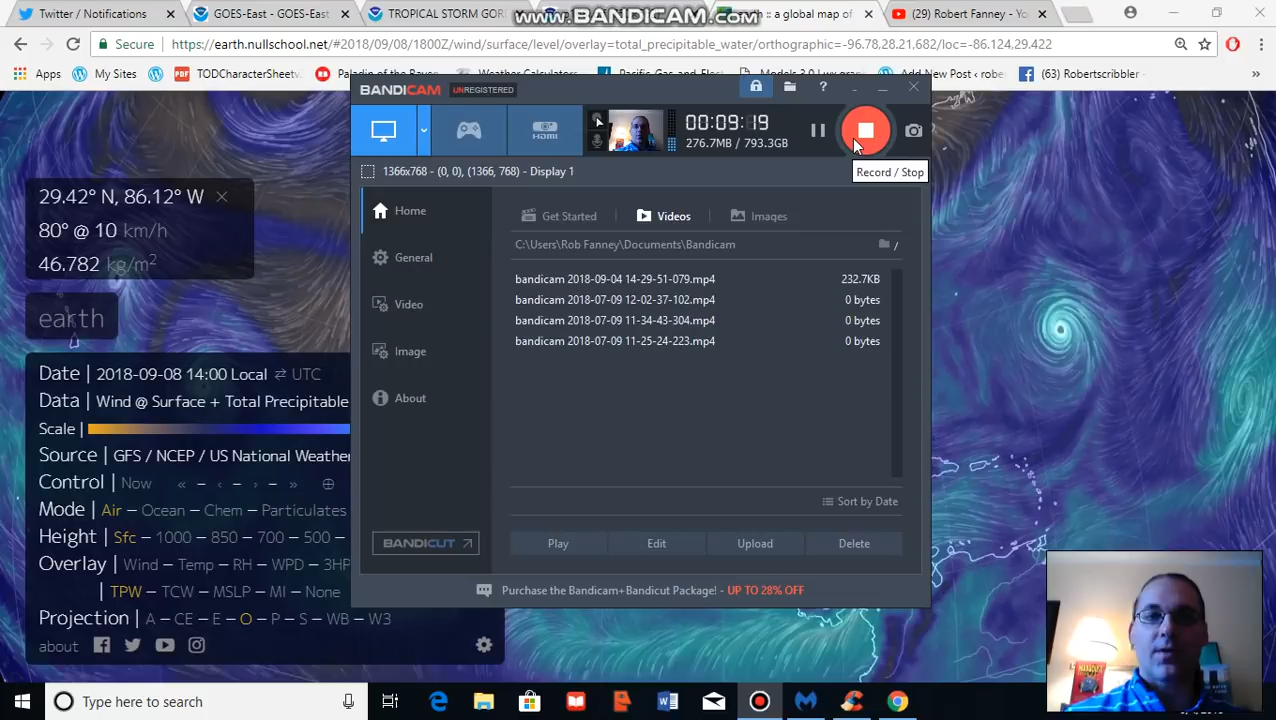 Twitter / Notifications
GOES-East - GOES-East
TROPICAL STORM GOR
www.BANDICAM.com
:: a global map of
(29) Robert Fanney - Yo
Secure
https://earth.nullschool.net/#2018/09/08/1800Z/wind/surface/level/overlay=total_precipitable_water/orthographic=-96.78,28.21,682/loc=-86.124,29.422
Apps
My Sites
TODCharacterSheet
Paladin of the
Weather Calculator
Pacific Gas
Add New Post ‹ rob
(63) Robertscribbler
»
BANDICAM UNREGISTERED
?
HDMI
00:09:19
276.7MB / 793.3GB
Record / Stop
1366x768 - (0, 0), (1366, 768) - Display 1
Home
General
Video
Image
About
BANDICUT
Get Started
Videos
Images
C:\Users\Rob Fanney\Documents\Bandicam
/
bandicam 2018-09-04 14-29-51-079.mp4 232.7KB
bandicam 2018-07-09 12-02-37-102.mp4 0 bytes
bandicam 2018-07-09 11-34-43-304.mp4 0 bytes
bandicam 2018-07-09 11-25-24-223.mp4 0 bytes
Sort by Date
Play
Edit
Upload
Delete
Purchase the Bandicam+Bandicut Package! - UP TO 28% OFF
29.42° N, 86.12° W
80° @ 10 km/h
46.782 kg/m²
earth
Date | 2018-09-08 14:00 Local ⇄ UTC
Data | Wind @ Surface + Total Precipitable
Scale |
Source | GFS / NCEP / US National Weather
Control | Now « – ‹ – › – »
Mode | Air – Ocean – Chem – Particulates
Height | Sfc – 1000 – 850 – 700 – 500 –
Overlay | Wind – Temp – RH – WPD – 3HP
| TPW – TCW – MSLP – MI – None
Projection | A – CE – E – O – P – S – WB – W3
about
Type here to search